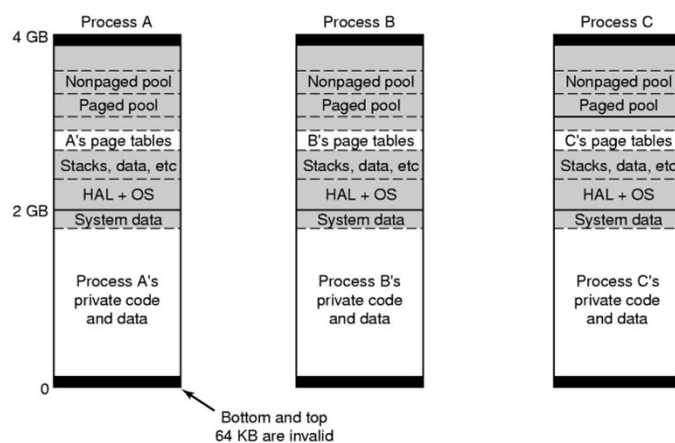 Process A
Process B
Process C
4 GB
Nonpaged pool
Nonpaged pool
Nonpaged pool
Paged pool
Paged pool
Paged pool
A's page tables
B's page tables
C's page tables
Stacks, data, etc
Stacks, data, etc
Stacks, data, etc
HAL + OS
HAL + OS
HAL + OS
2 GB
System data
System data
System data
Process A's
private code
and data
Process B's
private code
and data
Process C's
private code
and data
0
Bottom and top
64 KB are invalid